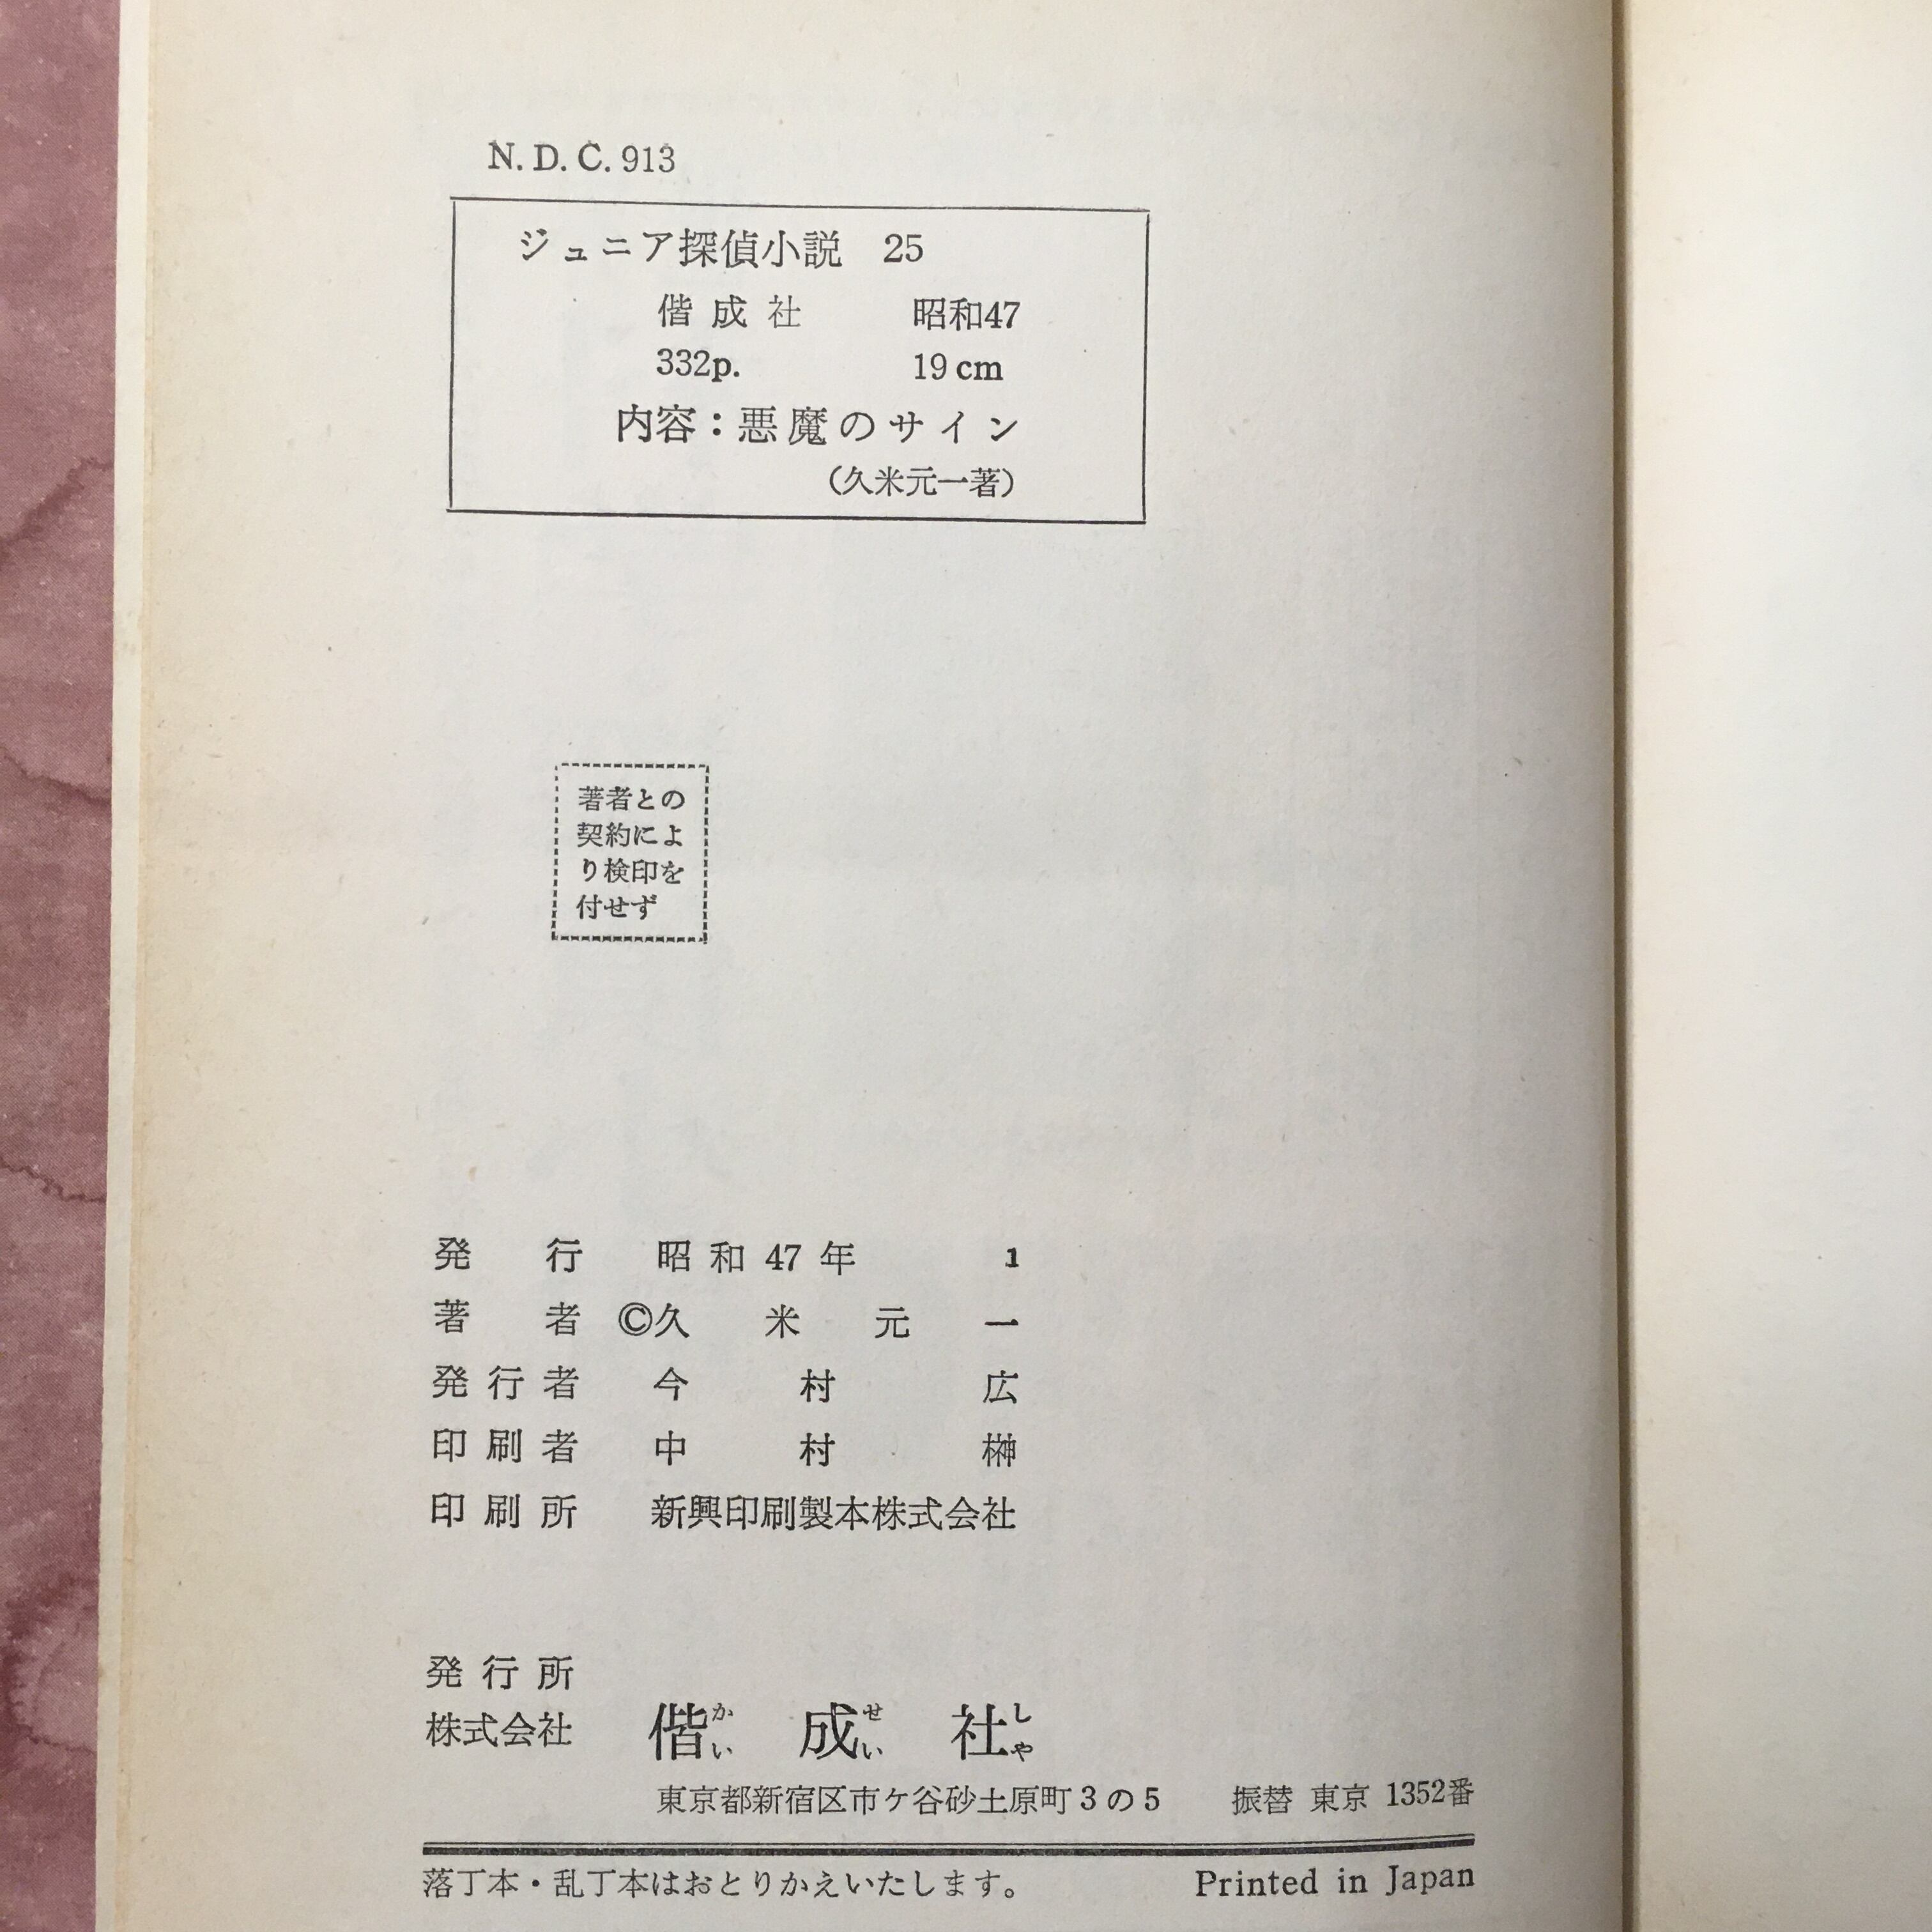 N. D. C. 913
ジュニア探偵小説 25
偕成社 昭和47
332p. 19 cm
内容：悪魔のサイン
（久米元一著）
著者との
契約によ
り検印を
付せず
発行 昭和47年 1
著者 ©久米元一
発行者 今村広
印刷者 中村榊
印刷所 新興印刷製本株式会社
発行所
株式会社 偕成社
かい せい しや
東京都新宿区市ケ谷砂土原町3の5 振替 東京 1352番
落丁本・乱丁本はおとりかえいたします。 Printed in Japan